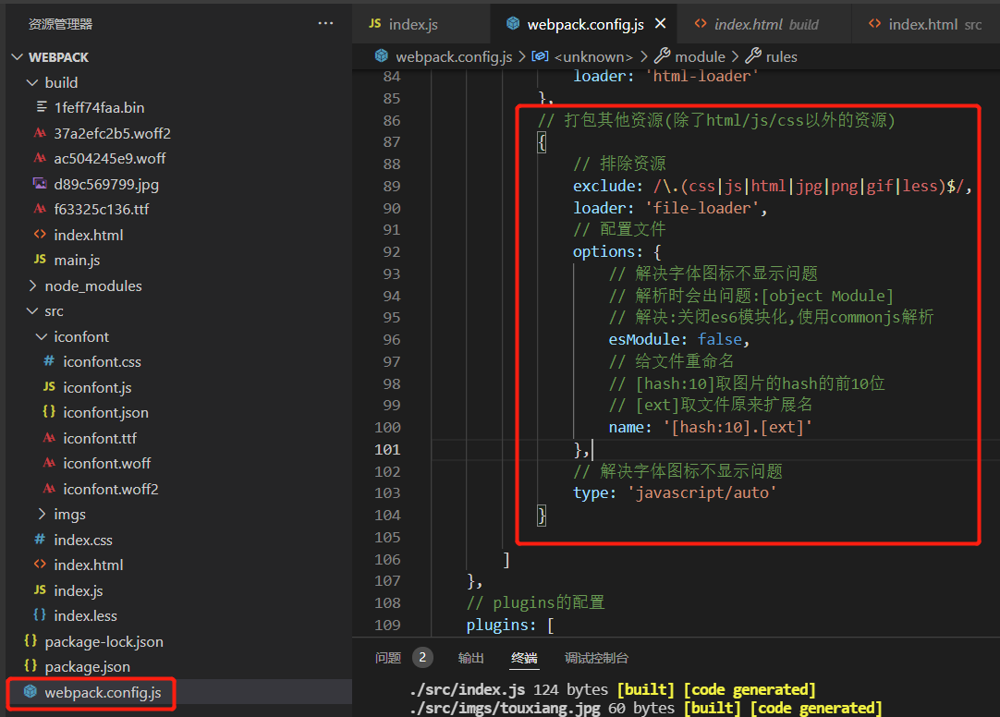 资源管理器 ···
WEBPACK
build
1feff74faa.bin
37a2efc2b5.woff2
ac504245e9.woff
d89c569799.jpg
f63325c136.ttf
index.html
JS main.js
node_modules
src
iconfont
# iconfont.css
JS iconfont.js
{} iconfont.json
iconfont.ttf
iconfont.woff
iconfont.woff2
imgs
# index.css
<> index.html
JS index.js
{} index.less
{} package-lock.json
{} package.json
webpack.config.js
JS index.js webpack.config.js × <> index.html build <> index.html src
webpack.config.js > <unknown> > module > rules
84 loader: 'html-loader'
85 },
86 // 打包其他资源(除了html/js/css以外的资源)
87 {
88 // 排除资源
89 exclude: /\.(css|js|html|jpg|png|gif|less)$/,
90 loader: 'file-loader',
91 // 配置文件
92 options: {
93 // 解决字体图标不显示问题
94 // 解析时会出问题:[object Module]
95 // 解决:关闭es6模块化,使用commonjs解析
96 esModule: false,
97 // 给文件重命名
98 // [hash:10]取图片的hash的前10位
99 // [ext]取文件原来扩展名
100 name: '[hash:10].[ext]'
101 },
102 // 解决字体图标不显示问题
103 type: 'javascript/auto'
104 }
105
106 ]
107 },
108 // plugins的配置
109 plugins: [
问题 2 输出 终端 调试控制台
./src/index.js 124 bytes [built] [code generated]
./src/imgs/touxiang.jpg 60 bytes [built] [code generated]